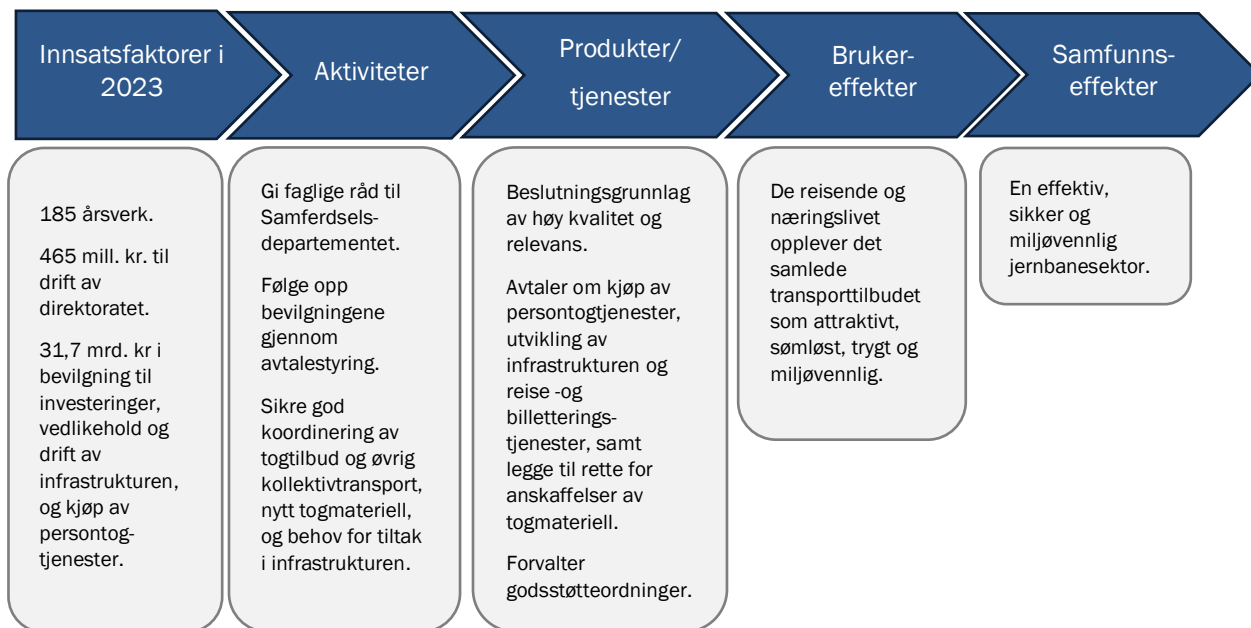 Innsatsfaktorer i
2023
Aktiviteter
Produkter/
tjenester
Bruker-
effekter
Samfunns-
effekter
185 årsverk.
465 mill. kr. til
drift av
direktoratet.
31,7 mrd. kr i
bevilgning til
investeringer,
vedlikehold og
drift av
infrastrukturen,
og kjøp av
persontog-
tjenester.
Gi faglige råd til
Samferdsels-
departementet.
Følge opp
bevilgningene
gjennom
avtalestyring.
Sikre god
koordinering av
togtilbud og øvrig
kollektivtransport,
nytt togmateriell,
og behov for tiltak
i infrastrukturen.
Beslutningsgrunnlag
av høy kvalitet og
relevans.
Avtaler om kjøp av
persontogtjenester,
utvikling av
infrastrukturen og
reise -og
billetterings-
tjenester, samt
legge til rette for
anskaffelser av
togmateriell.
Forvalter
godsstøtteordninger.
De reisende og
næringslivet
opplever det
samlede
transporttilbudet
som attraktivt,
sømløst, trygt og
miljøvennlig.
En effektiv,
sikker og
miljøvennlig
jernbanesektor.